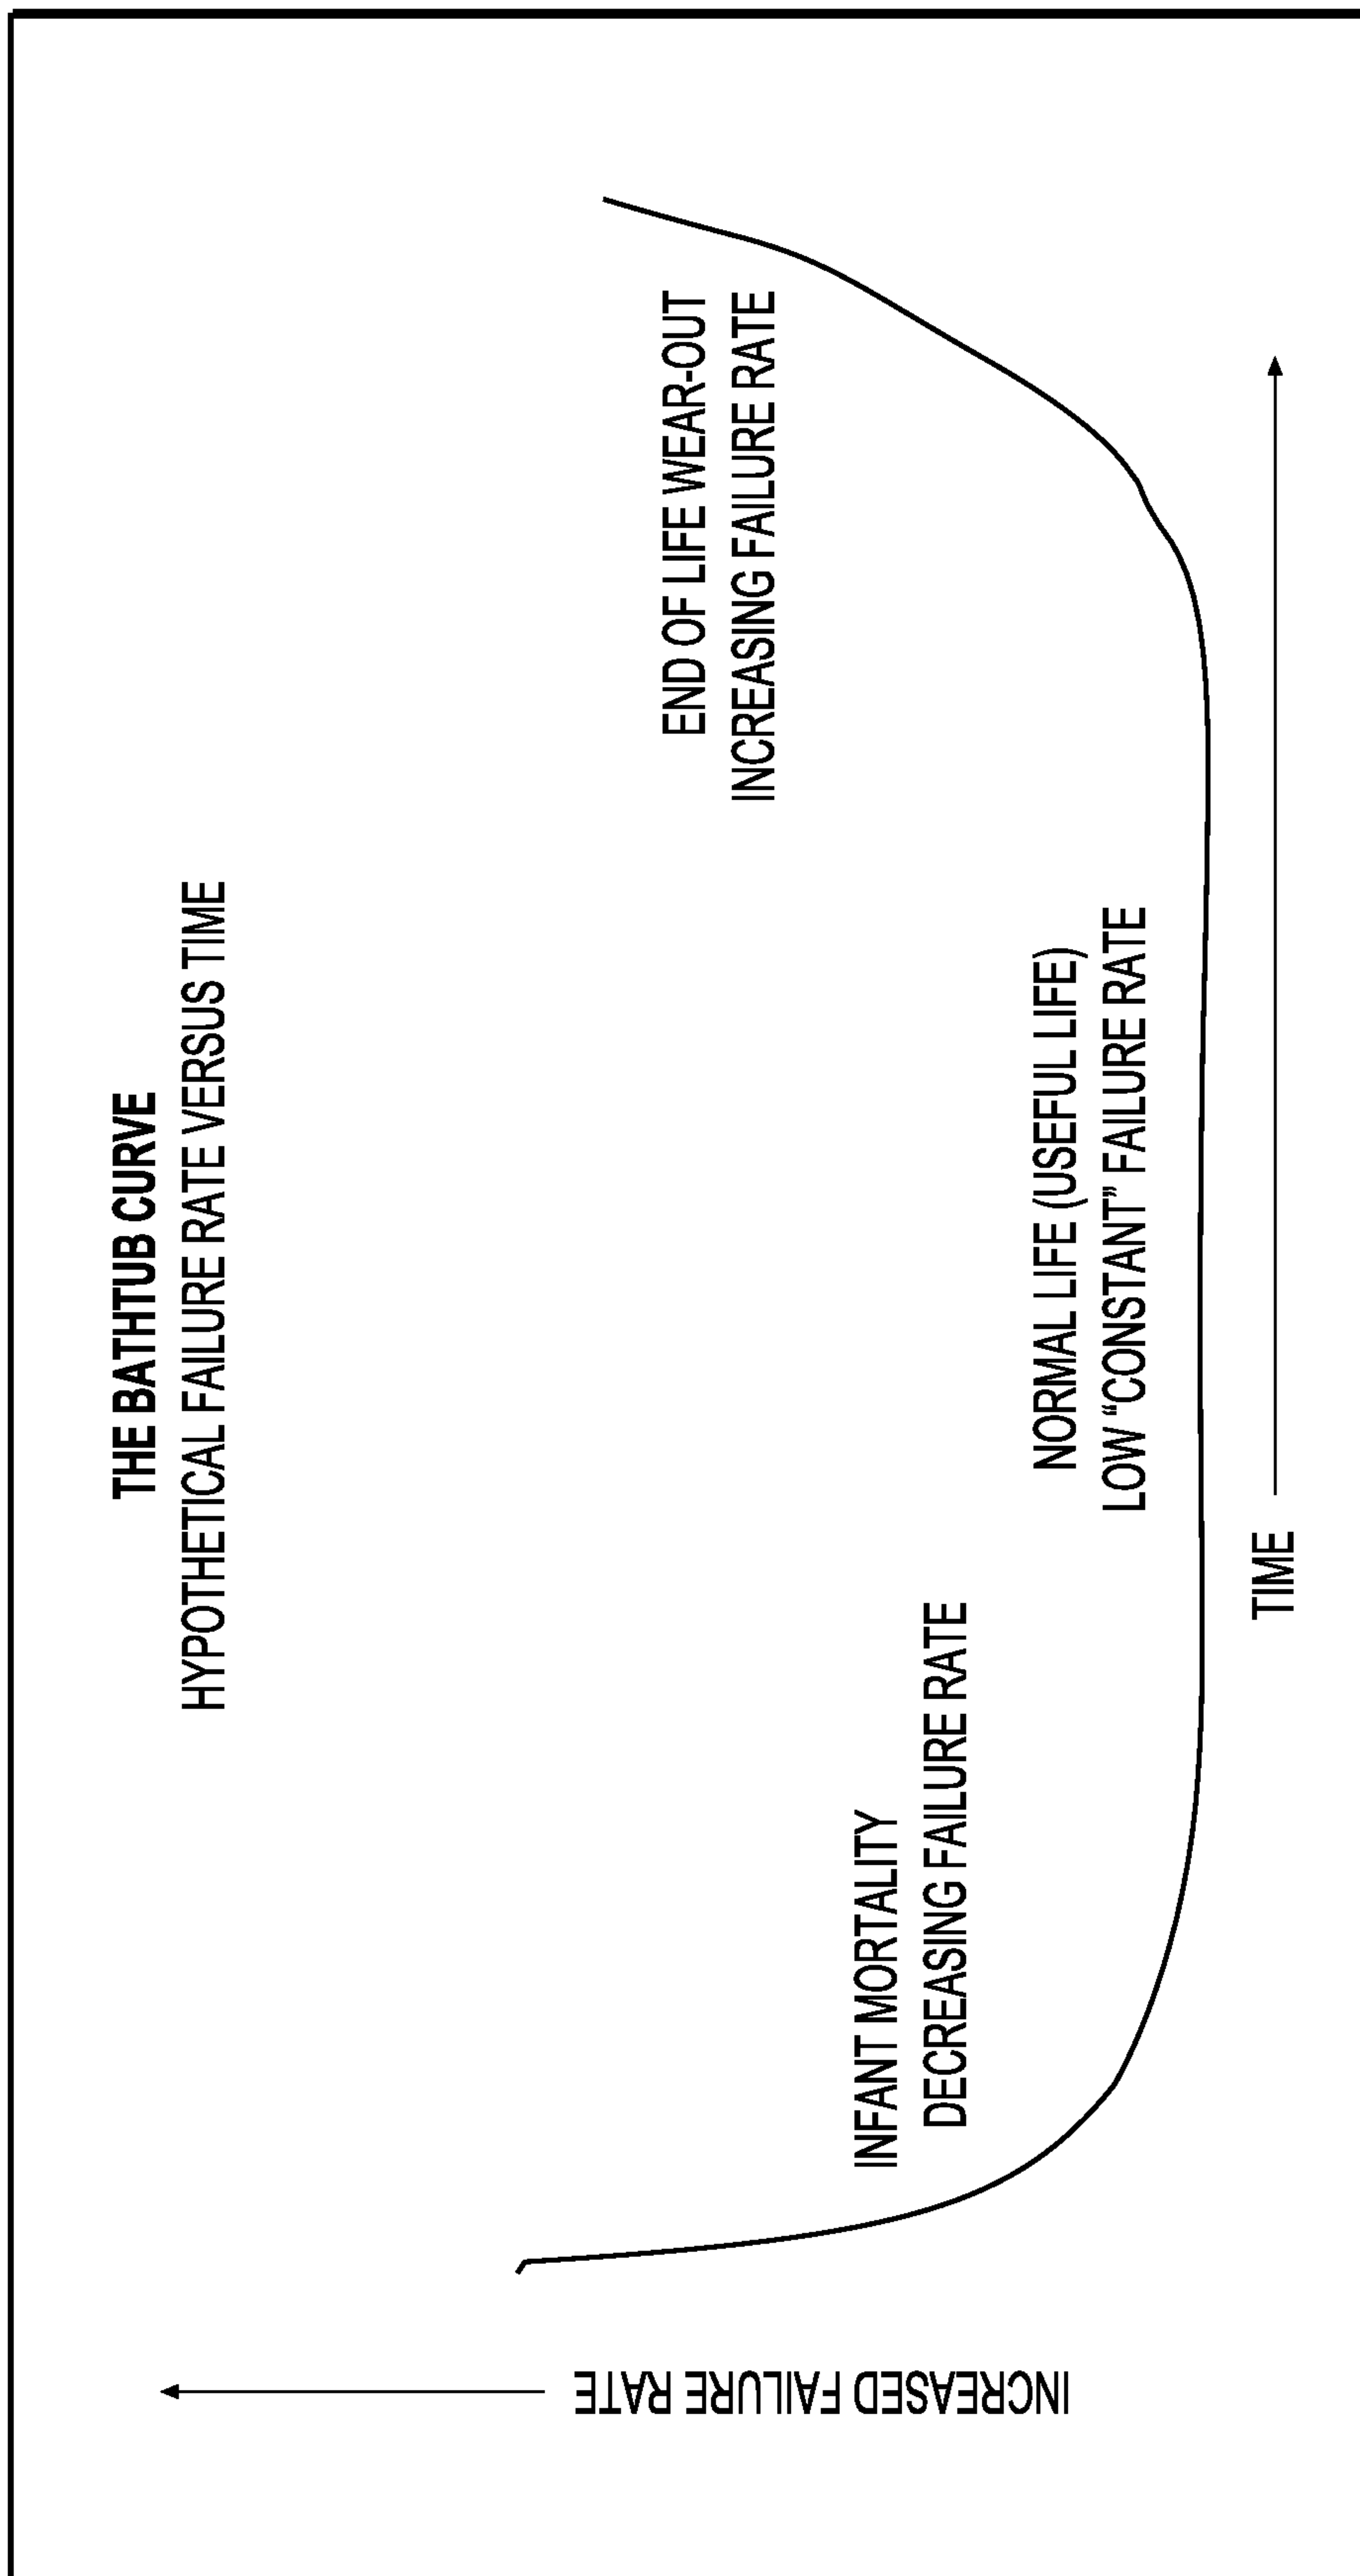 THE BATHTUB CURVE
HYPOTHETICAL FAILURE RATE VERSUS TIME
INCREASED FAILURE RATE
INFANT MORTALITY
DECREASING FAILURE RATE
NORMAL LIFE (USEFUL LIFE)
LOW “CONSTANT” FAILURE RATE
END OF LIFE WEAR-OUT
INCREASING FAILURE RATE
TIME